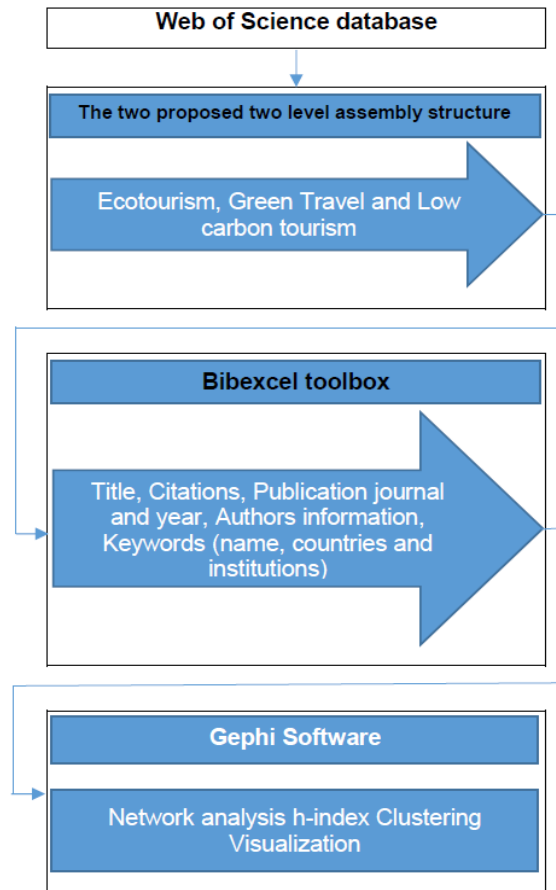 Web of Science database
The two proposed two level assembly structure
Ecotourism, Green Travel and Low
carbon tourism
Bibexcel toolbox
Title, Citations, Publication journal
and year, Authors information,
Keywords (name, countries and
institutions)
Gephi Software
Network analysis h-index Clustering
Visualization